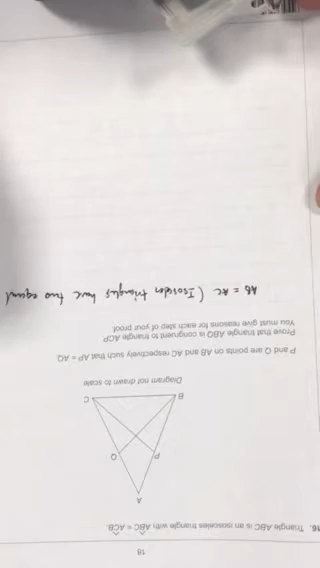 18
16. Triangle ABC is an isosceles triangle with AB̂C = AĈB.
A
P
Q
B
C
Diagram not drawn to scale
P and Q are points on AB and AC respectively such that AP = AQ.
Prove that triangle ABQ is congruent to triangle ACP
You must give reasons for each step of your proof.
AB = AC (Isosceles triangles have two equal